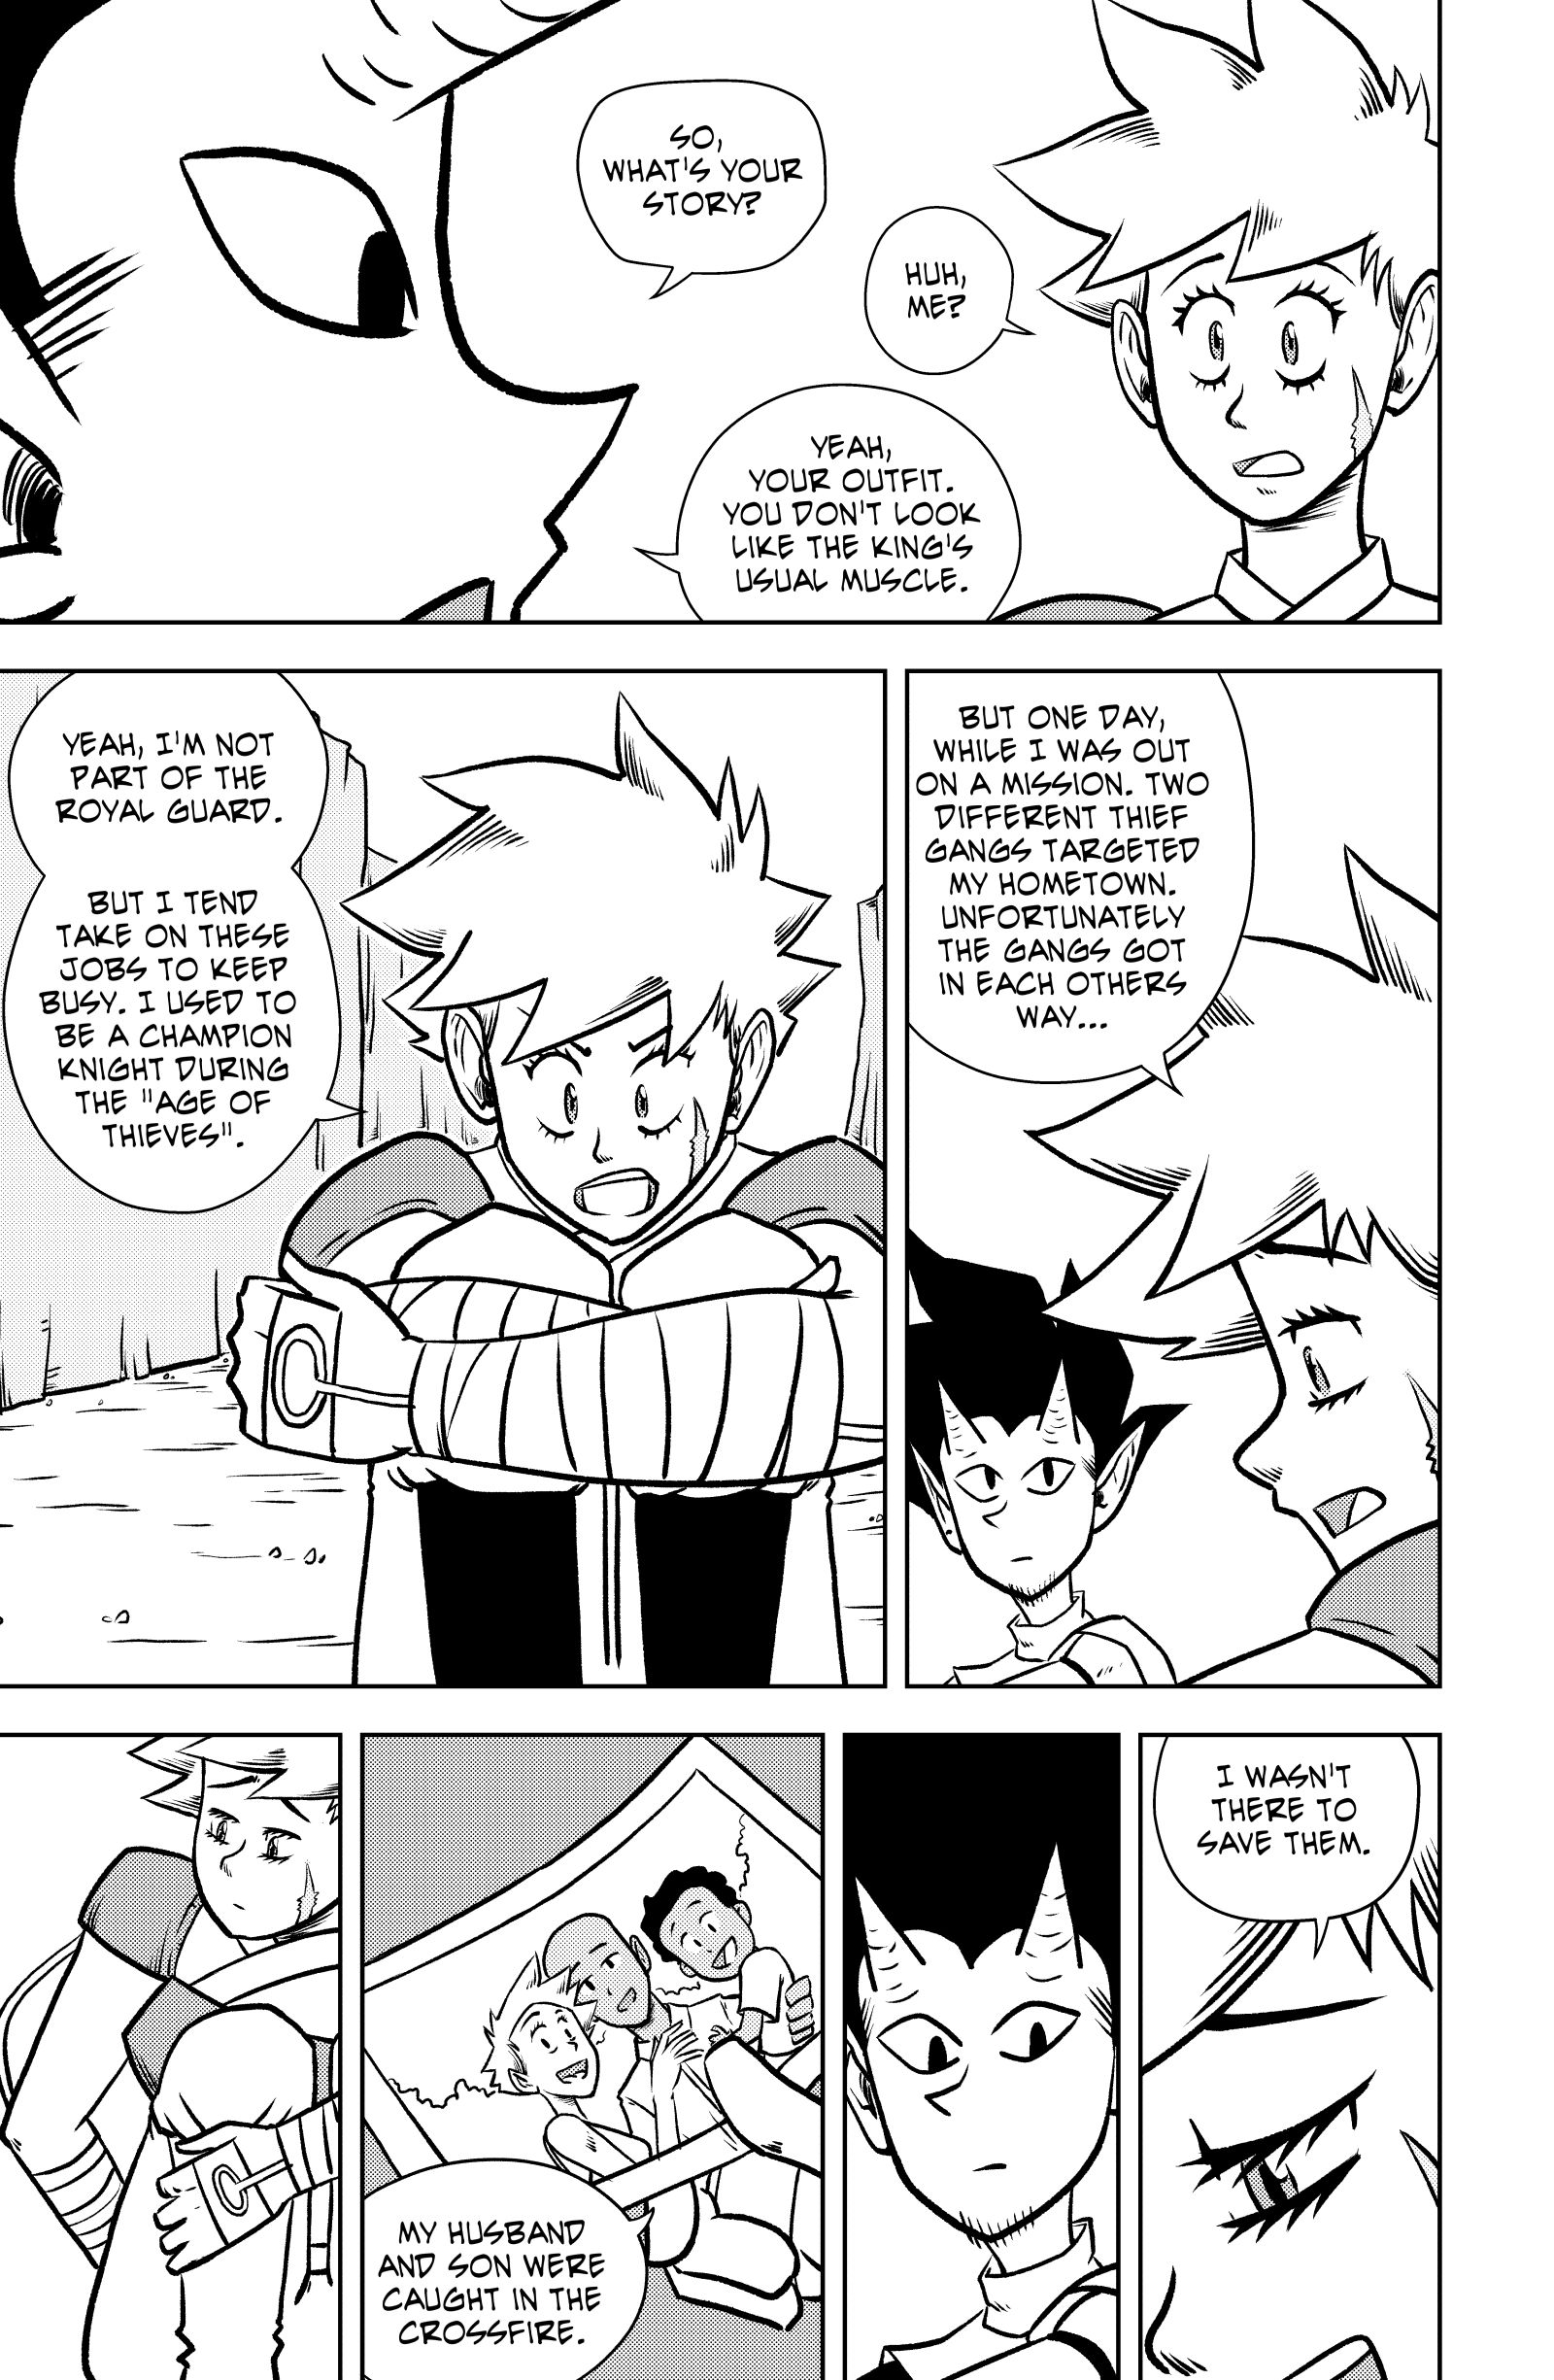 SO,
WHAT'S YOUR
STORY?
HUH,
ME?
YEAH,
YOUR OUTFIT.
YOU DON'T LOOK
LIKE THE KING'S
USUAL MUSCLE.
YEAH, I'M NOT
PART OF THE
ROYAL GUARD.
BUT I TEND
TAKE ON THESE
JOBS TO KEEP
BUSY. I USED TO
BE A CHAMPION
KNIGHT DURING
THE "AGE OF
THIEVES".
BUT ONE DAY,
WHILE I WAS OUT
ON A MISSION. TWO
DIFFERENT THIEF
GANGS TARGETED
MY HOMETOWN.
UNFORTUNATELY
THE GANGS GOT
IN EACH OTHERS
WAY...
MY HUSBAND
AND SON WERE
CAUGHT IN THE
CROSSFIRE.
I WASN'T
THERE TO
SAVE THEM.